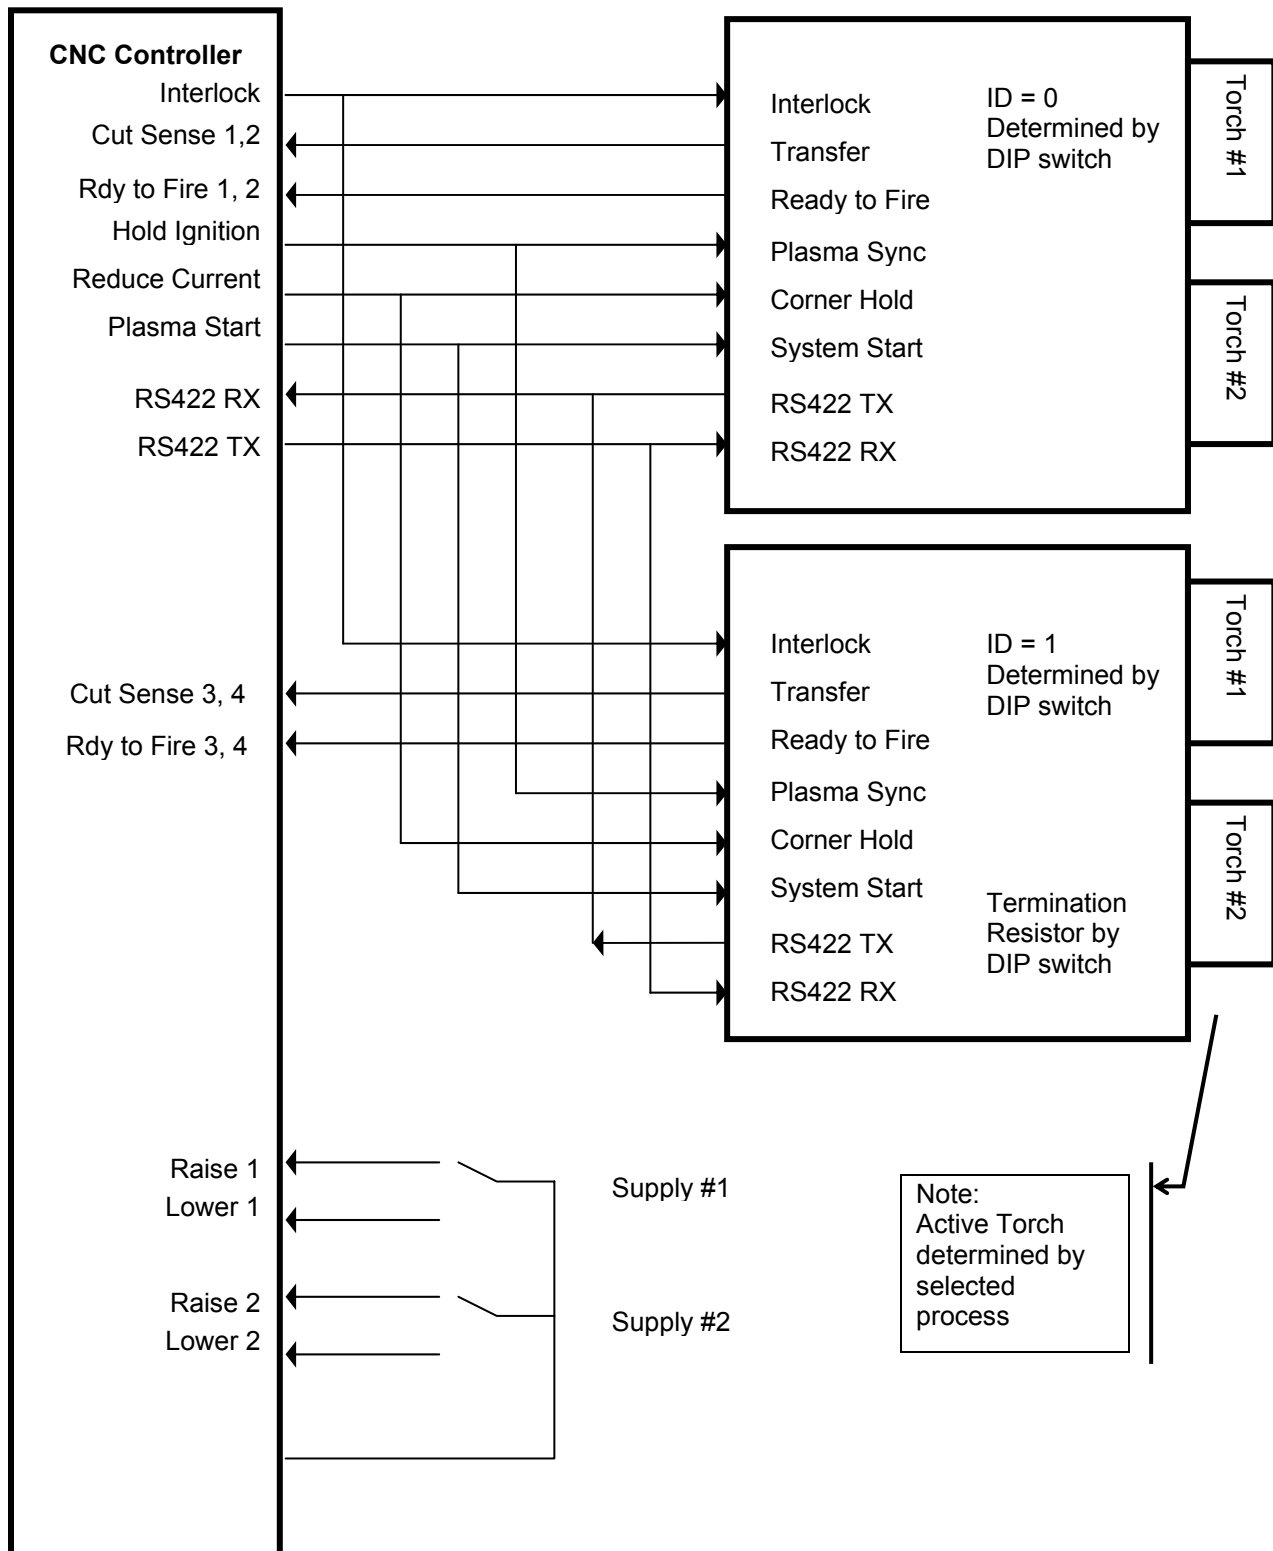 CNC Controller
Interlock
Cut Sense 1,2
Rdy to Fire 1, 2
Hold Ignition
Reduce Current
Plasma Start
RS422 RX
RS422 TX
Cut Sense 3, 4
Rdy to Fire 3, 4
Raise 1
Lower 1
Raise 2
Lower 2
Interlock
Transfer
Ready to Fire
Plasma Sync
Corner Hold
System Start
RS422 TX
RS422 RX
ID = 0
Determined by
DIP switch
Torch #1
Torch #2
Interlock
Transfer
Ready to Fire
Plasma Sync
Corner Hold
System Start
RS422 TX
RS422 RX
ID = 1
Determined by
DIP switch
Termination
Resistor by
DIP switch
Torch #1
Torch #2
Supply #1
Supply #2
Note:
Active Torch
determined by
selected
process